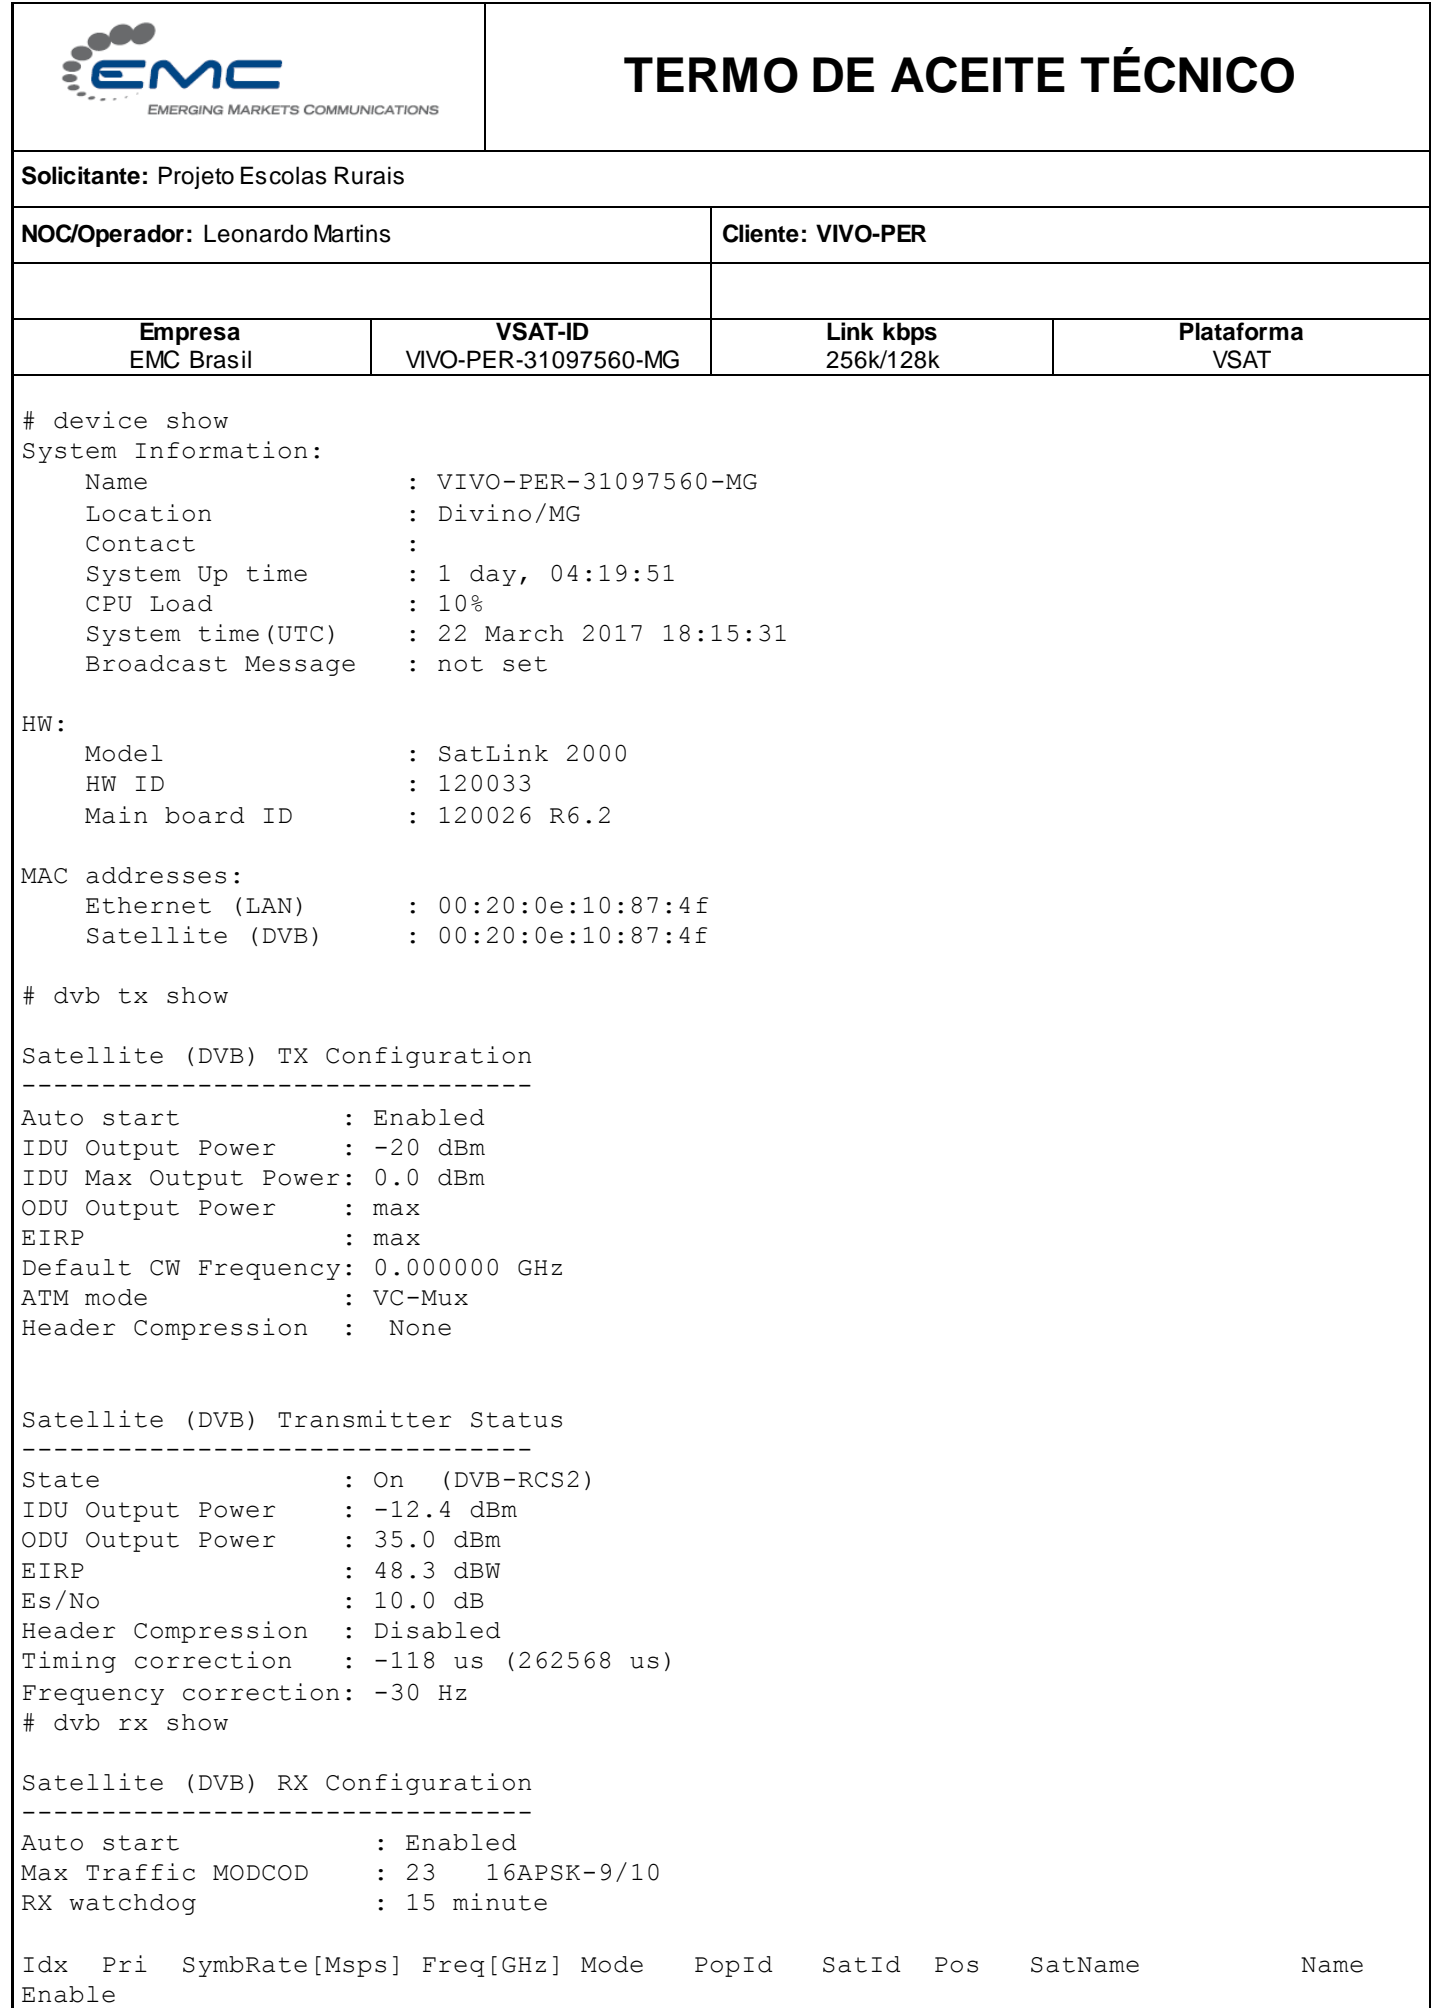 EMC
EMERGING MARKETS COMMUNICATIONS
TERMO DE ACEITE TÉCNICO
Solicitante: Projeto Escolas Rurais
NOC/Operador: Leonardo Martins
Cliente: VIVO-PER
Empresa VSAT-ID Link kbps Plataforma
EMC Brasil VIVO-PER-31097560-MG 256k/128k VSAT
# device show
System Information:
Name : VIVO-PER-31097560-MG
Location : Divino/MG
Contact :
System Up time : 1 day, 04:19:51
CPU Load : 10%
System time(UTC) : 22 March 2017 18:15:31
Broadcast Message : not set
HW:
Model : SatLink 2000
HW ID : 120033
Main board ID : 120026 R6.2
MAC addresses:
Ethernet (LAN) : 00:20:0e:10:87:4f
Satellite (DVB) : 00:20:0e:10:87:4f
# dvb tx show
Satellite (DVB) TX Configuration
--------------------------------
Auto start : Enabled
IDU Output Power : -20 dBm
IDU Max Output Power: 0.0 dBm
ODU Output Power : max
EIRP : max
Default CW Frequency: 0.000000 GHz
ATM mode : VC-Mux
Header Compression : None
Satellite (DVB) Transmitter Status
--------------------------------
State : On (DVB-RCS2)
IDU Output Power : -12.4 dBm
ODU Output Power : 35.0 dBm
EIRP : 48.3 dBW
Es/No : 10.0 dB
Header Compression : Disabled
Timing correction : -118 us (262568 us)
Frequency correction: -30 Hz
# dvb rx show
Satellite (DVB) RX Configuration
--------------------------------
Auto start : Enabled
Max Traffic MODCOD : 23 16APSK-9/10
RX watchdog : 15 minute
Idx Pri SymbRate[Msps] Freq[GHz] Mode PopId SatId Pos SatName Name
Enable